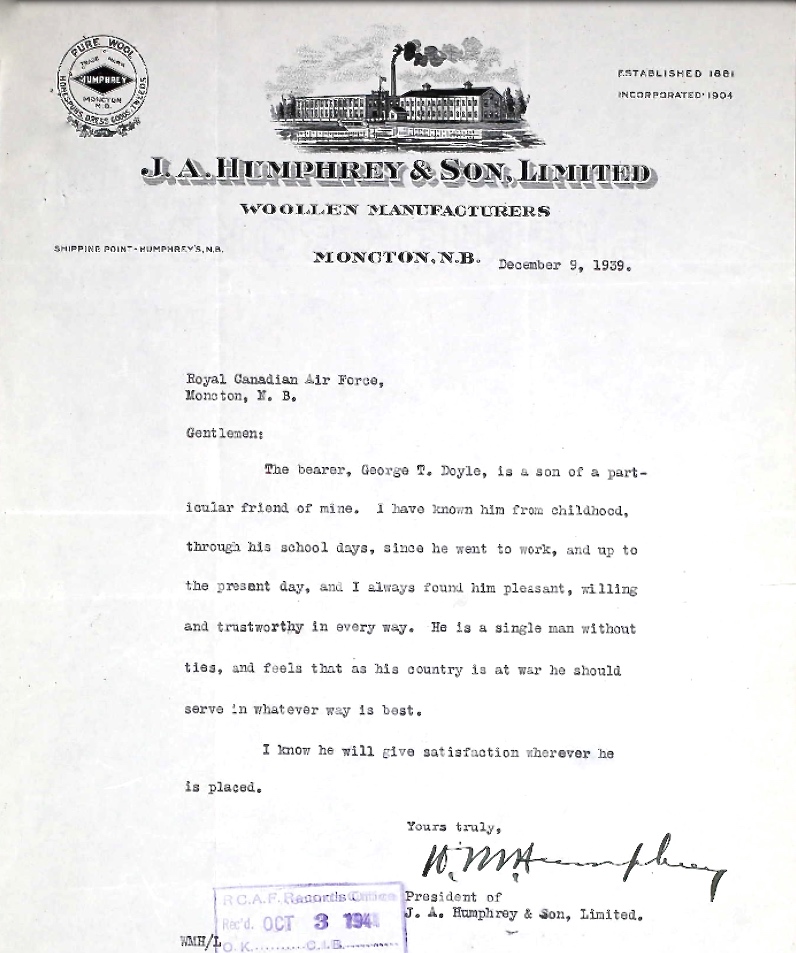 PURE WOOL
TRADE MARK
HUMPHREY
MONCTON
N.B.
HOMESPUNS, DRESS GOODS, TWEEDS
ESTABLISHED 1881
INCORPORATED 1904
J. A. HUMPHREY & SON, LIMITED
WOOLLEN MANUFACTURERS
SHIPPING POINT-HUMPHREY'S, N.B.
MONCTON, N.B.
December 9, 1939.
Royal Canadian Air Force,
Moncton, N. B.
Gentlemen:
The bearer, George T. Doyle, is a son of a part-
icular friend of mine. I have known him from childhood,
through his school days, since he went to work, and up to
the present day, and I always found him pleasant, willing
and trustworthy in every way. He is a single man without
ties, and feels that as his country is at war he should
serve in whatever way is best.
I know he will give satisfaction wherever he
is placed.
Yours truly,
W. M. Humphrey
President of
J. A. Humphrey & Son, Limited.
R.C.A.F. Records Office
Rec'd. OCT 3 194
WMH/L
O.K.......... C.I.B...........